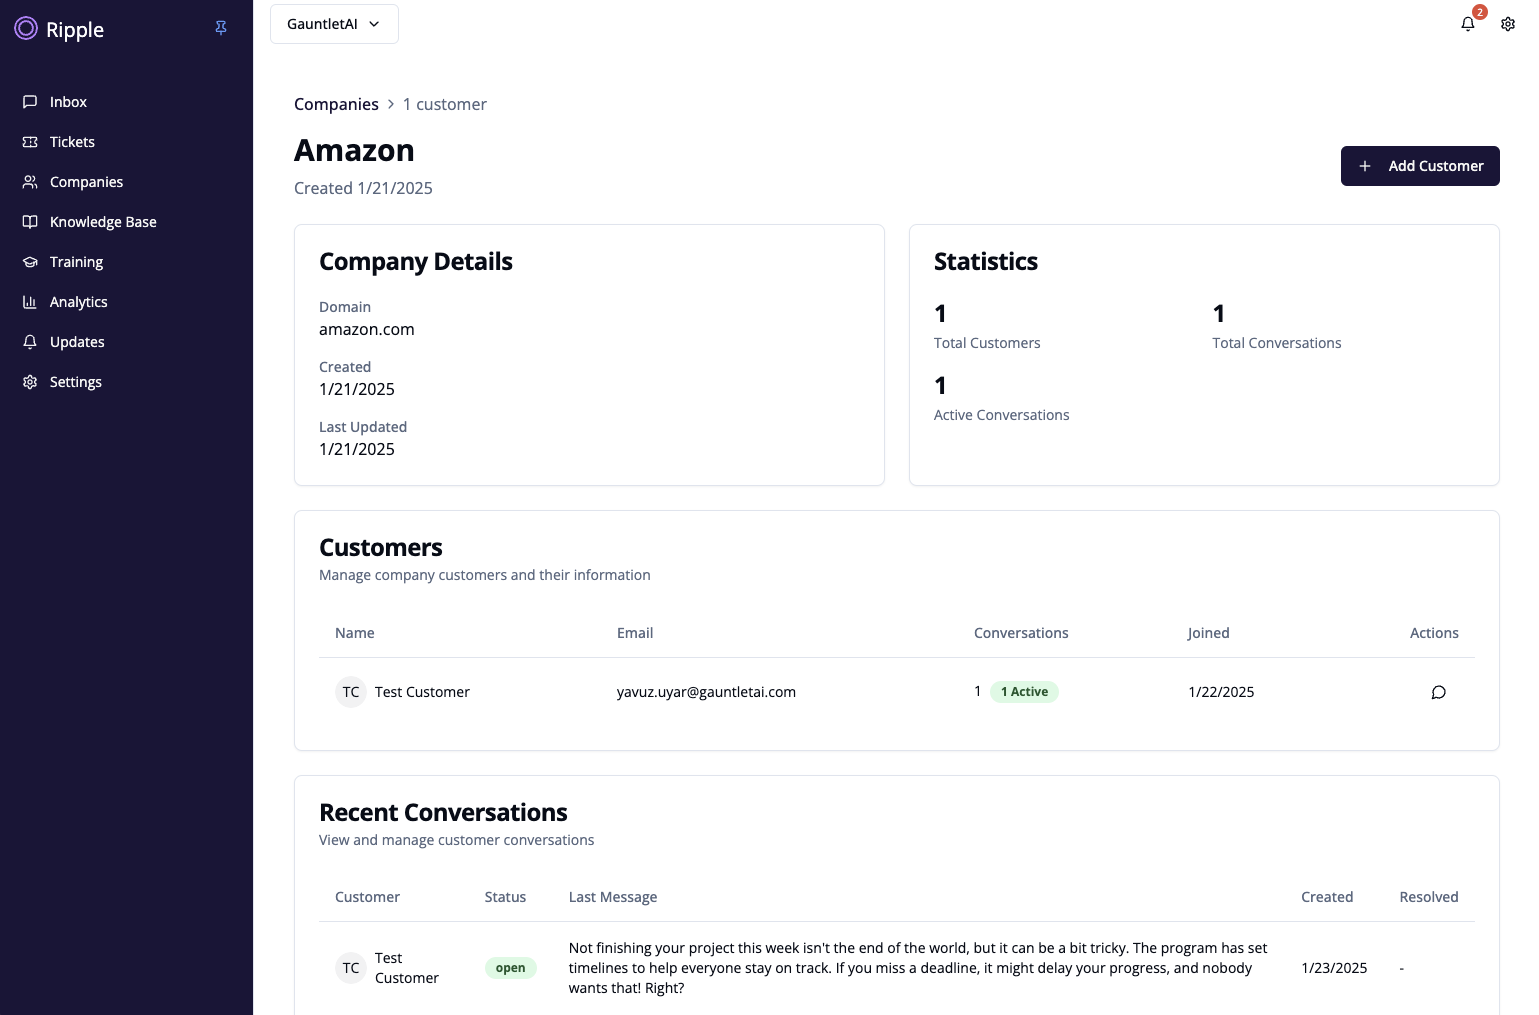 Ripple
Inbox
Tickets
Companies
Knowledge Base
Training
Analytics
Updates
Settings
GauntletAI
2
Companies > 1 customer
Amazon
Created 1/21/2025
+ Add Customer
Company Details
Domain
amazon.com
Created
1/21/2025
Last Updated
1/21/2025
Statistics
1
Total Customers
1
Total Conversations
1
Active Conversations
Customers
Manage company customers and their information
Name Email Conversations Joined Actions
TC Test Customer yavuz.uyar@gauntletai.com 1 1 Active 1/22/2025
Recent Conversations
View and manage customer conversations
Customer Status Last Message Created Resolved
TC
Test
Customer
open
Not finishing your project this week isn't the end of the world, but it can be a bit tricky. The program has set
timelines to help everyone stay on track. If you miss a deadline, it might delay your progress, and nobody
wants that! Right?
1/23/2025
-